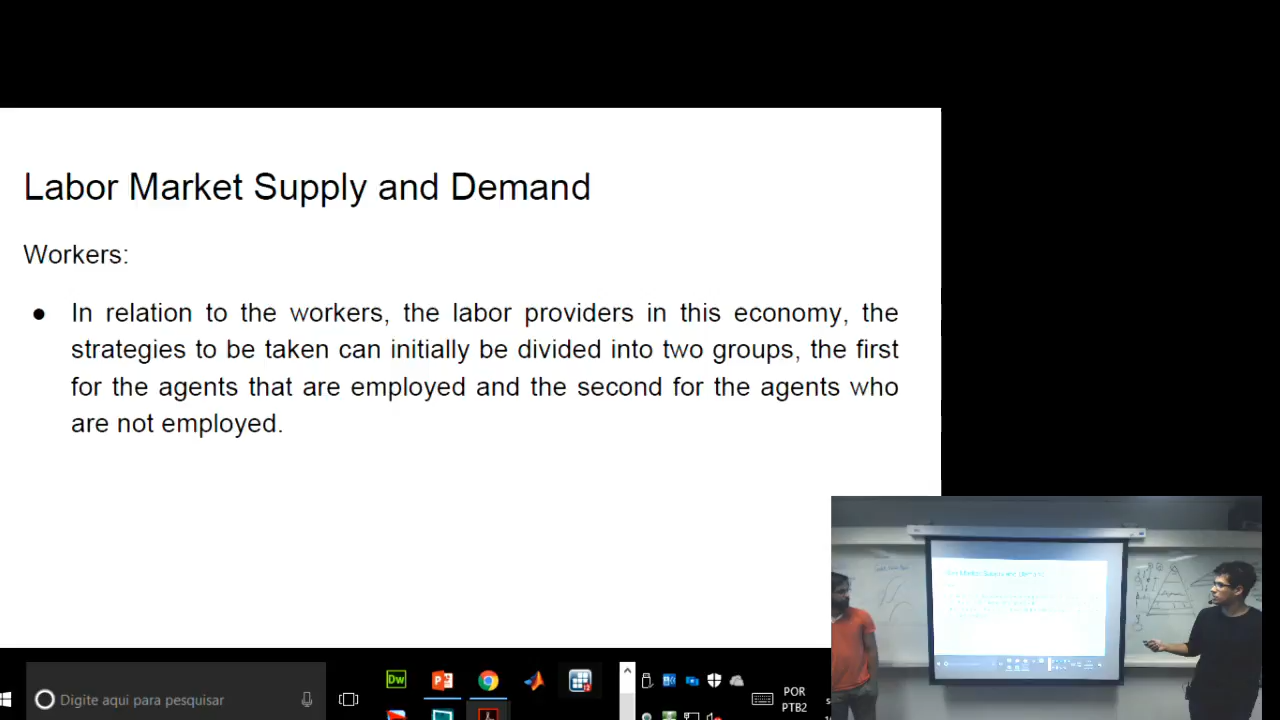 Labor Market Supply and Demand
Workers:
● In relation to the workers, the labor providers in this economy, the
strategies to be taken can initially be divided into two groups, the first
for the agents that are employed and the second for the agents who
are not employed.
Digite aqui para pesquisar
Dw
POR
PTB2